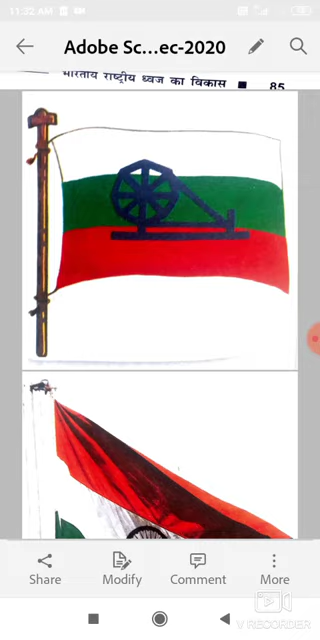 11:32 AM
Adobe Sc...ec-2020
भारतीय राष्ट्रीय ध्वज का विकास ■ 85
Share
Modify
Comment
More
V RECORDER